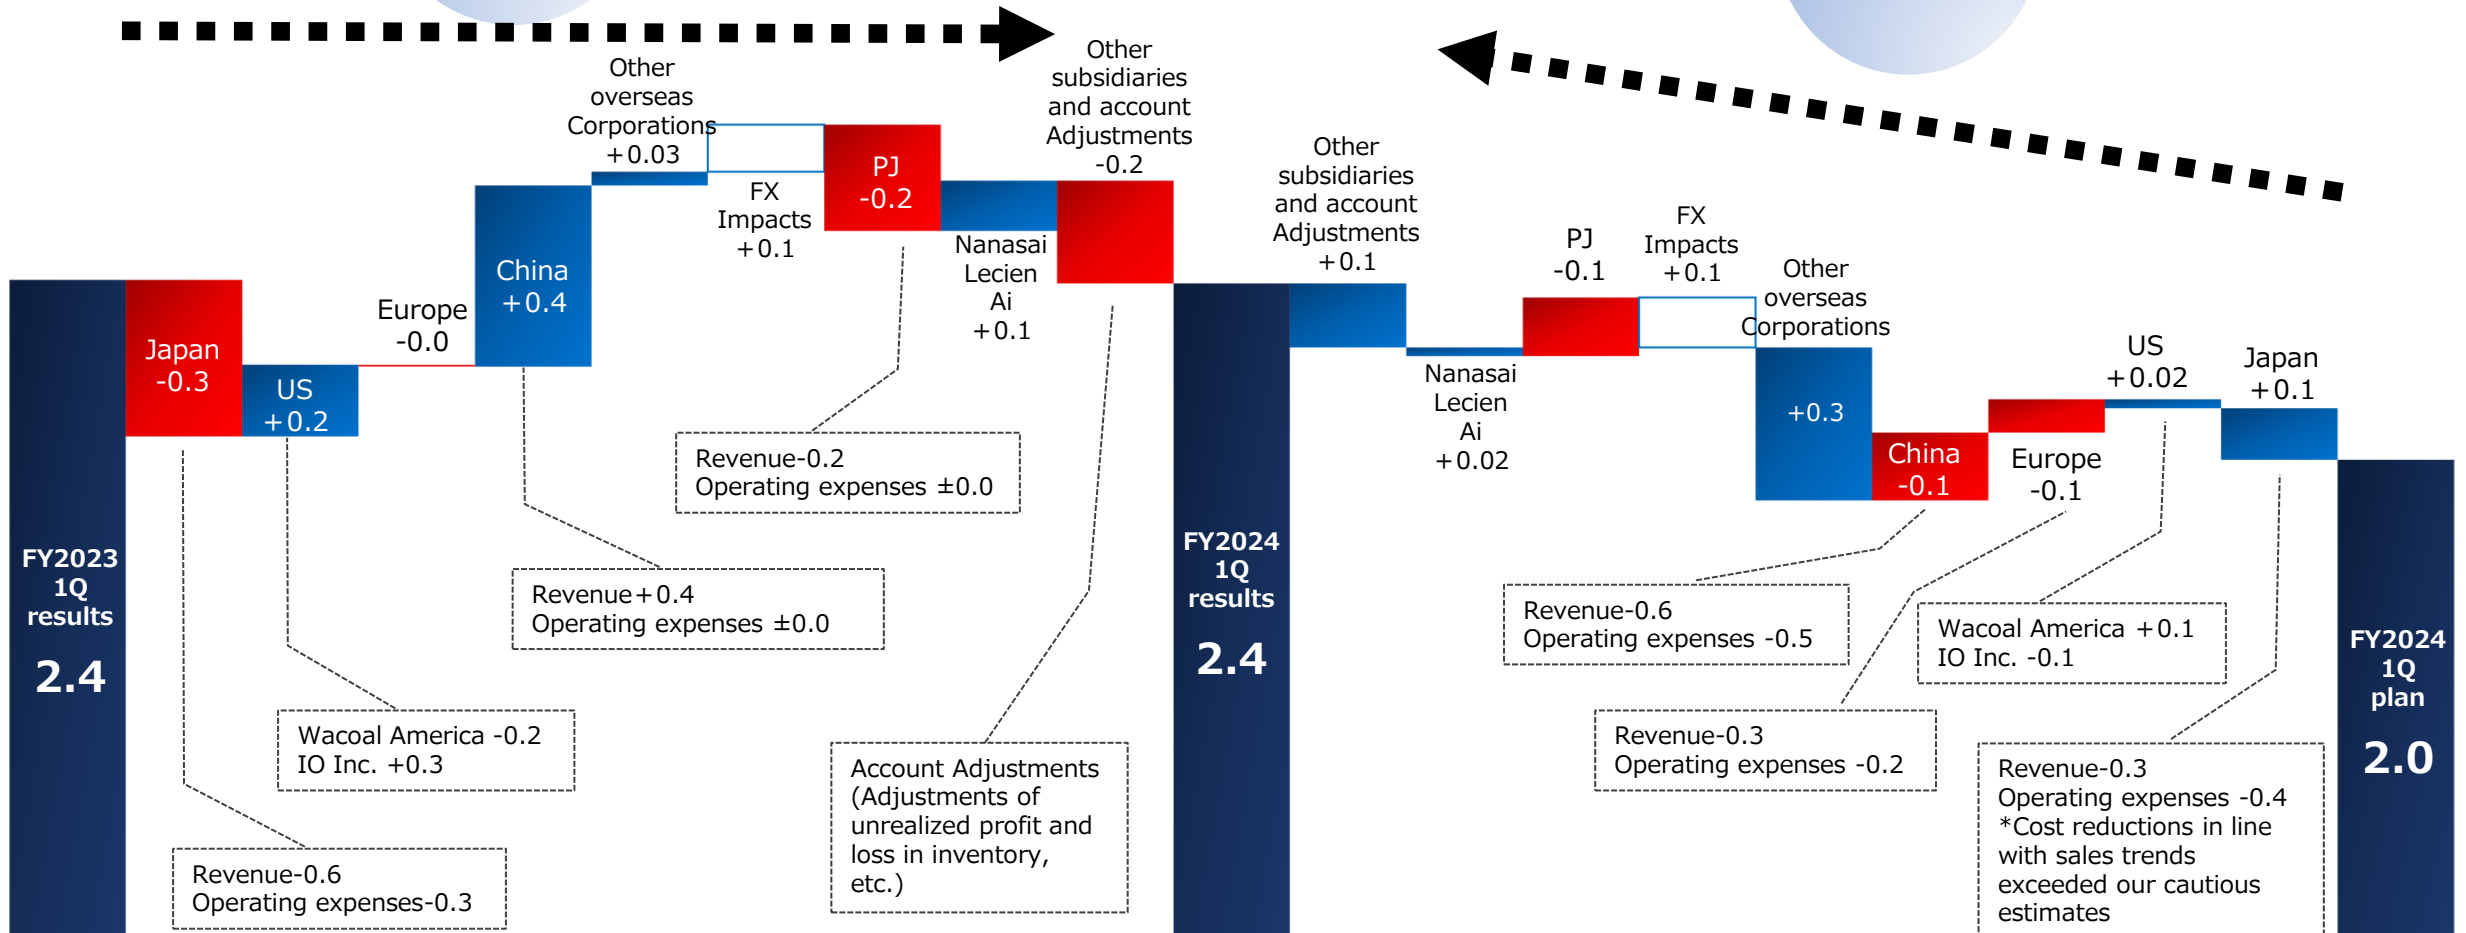 FY2023
1Q
results
2.4
Japan
-0.3
US
+0.2
Europe
-0.0
China
+0.4
Other
overseas
Corporations
+0.03
FX
Impacts
+0.1
PJ
-0.2
Nanasai
Lecien
Ai
+0.1
Other
subsidiaries
and account
Adjustments
-0.2
Revenue-0.6
Operating expenses-0.3
Wacoal America -0.2
IO Inc. +0.3
Revenue+0.4
Operating expenses ±0.0
Revenue-0.2
Operating expenses ±0.0
Account Adjustments
(Adjustments of
unrealized profit and
loss in inventory,
etc.)
FY2024
1Q
results
2.4
Other
subsidiaries
and account
Adjustments
+0.1
Nanasai
Lecien
Ai
+0.02
PJ
-0.1
FX
Impacts
+0.1
Other
overseas
Corporations
+0.3
China
-0.1
Europe
-0.1
US
+0.02
Japan
+0.1
Revenue-0.6
Operating expenses -0.5
Revenue-0.3
Operating expenses -0.2
Wacoal America +0.1
IO Inc. -0.1
Revenue-0.3
Operating expenses -0.4
*Cost reductions in line
with sales trends
exceeded our cautious
estimates
FY2024
1Q
plan
2.0